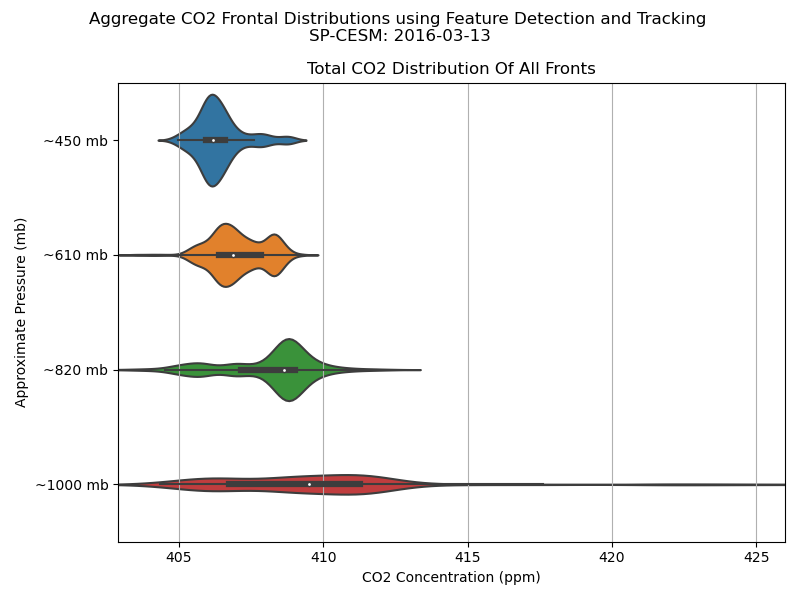 Aggregate CO2 Frontal Distributions using Feature Detection and Tracking
SP-CESM: 2016-03-13
Total CO2 Distribution Of All Fronts
Approximate Pressure (mb)
~450 mb
~610 mb
~820 mb
~1000 mb
405 410 415 420 425
CO2 Concentration (ppm)